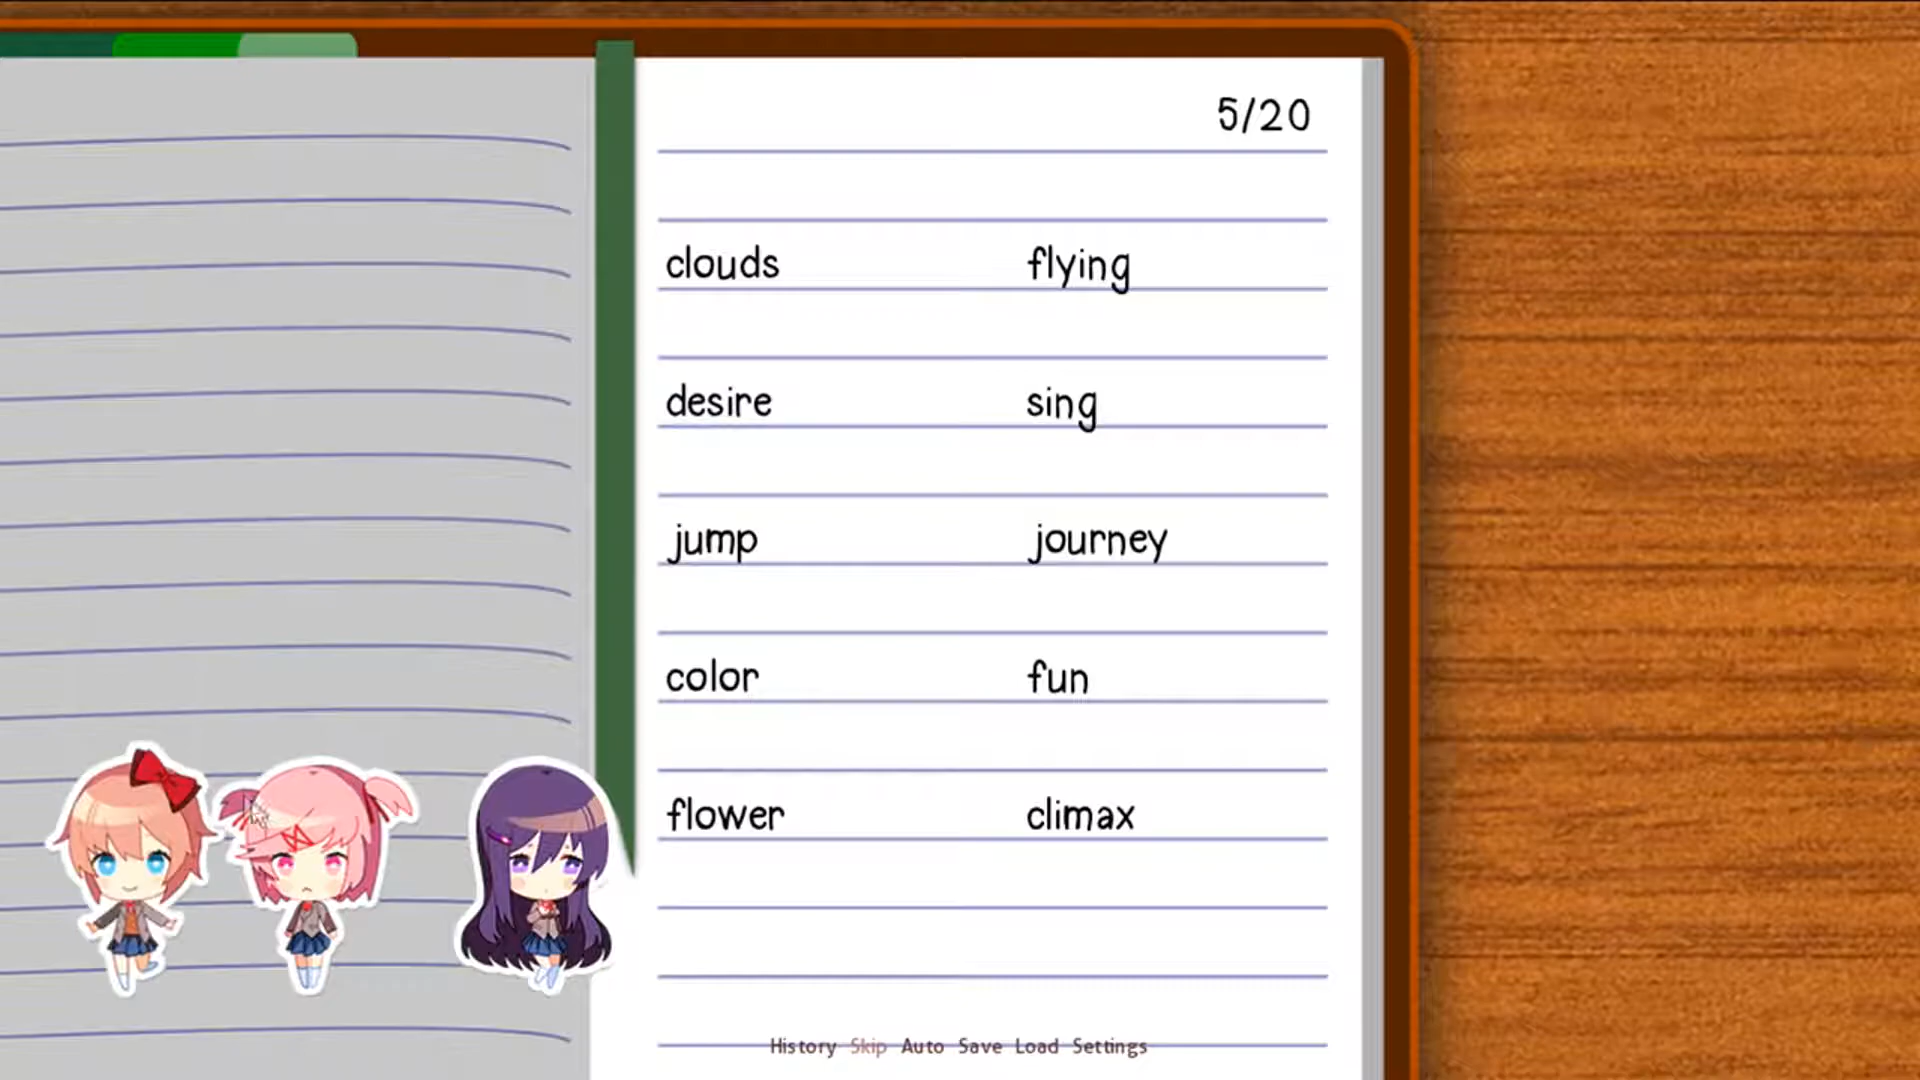 5/20
clouds flying
desire sing
jump journey
color fun
flower climax
History Skip Auto Save Load Settings